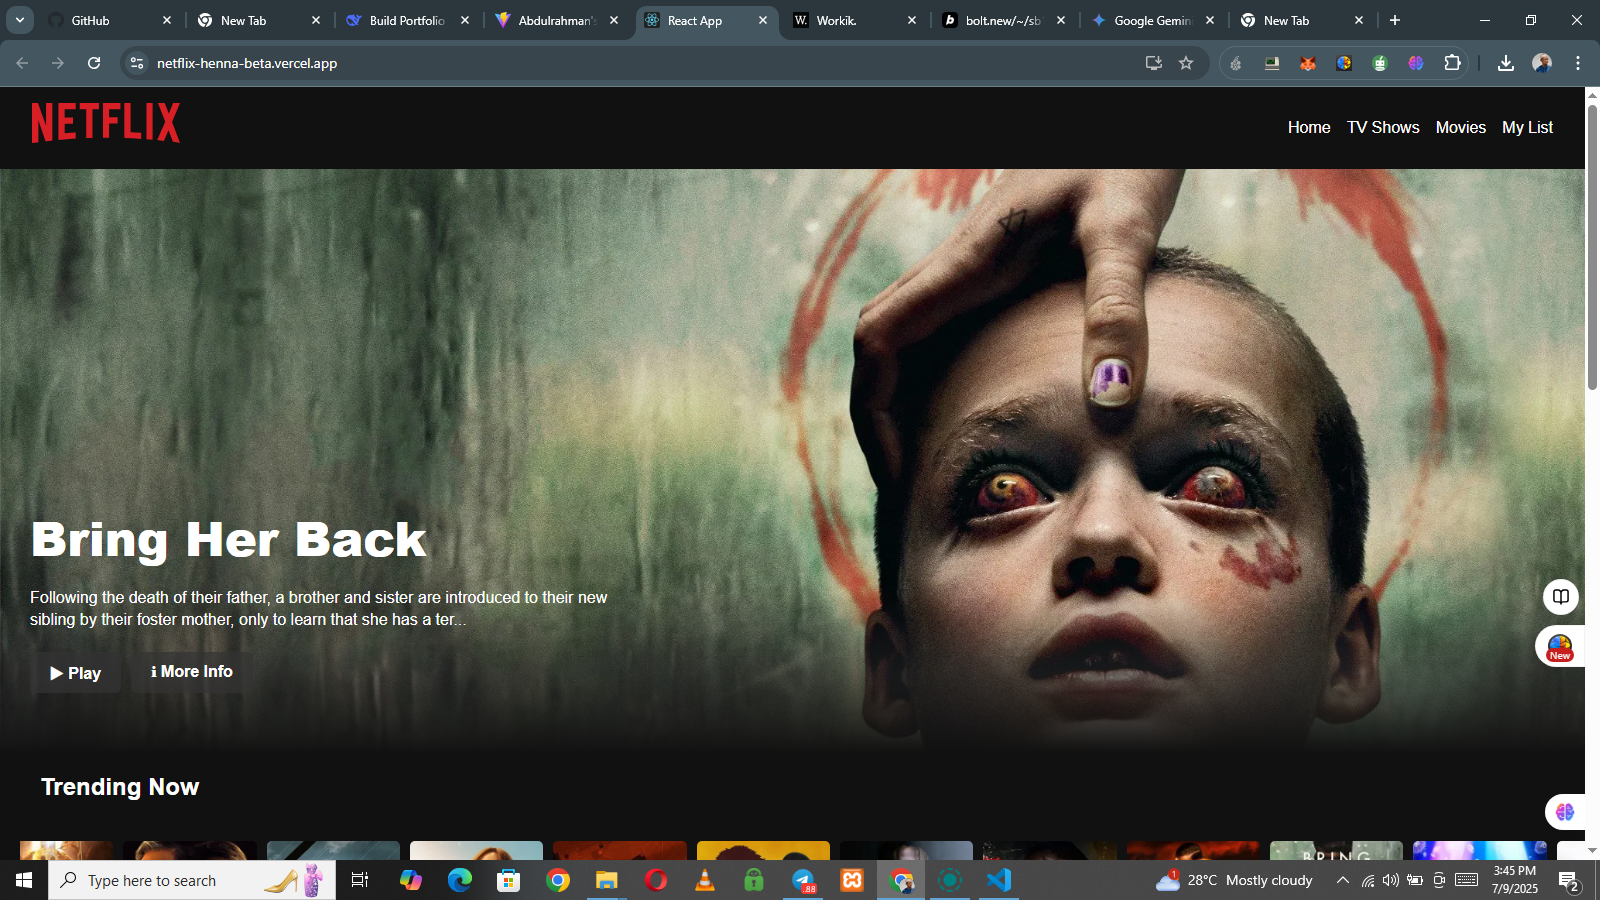 GitHub
New Tab
Build Portfolio
Abdulrahman's
React App
Workik.
bolt.new/~/sb
Google Gemini
New Tab
netflix-henna-beta.vercel.app
NETFLIX
Home TV Shows Movies My List
Bring Her Back
Following the death of their father, a brother and sister are introduced to their new
sibling by their foster mother, only to learn that she has a ter...
▶ Play
ℹ More Info
New
Trending Now
BRING
Type here to search
.88
1
28°C Mostly cloudy
3:45 PM
7/9/2025
2